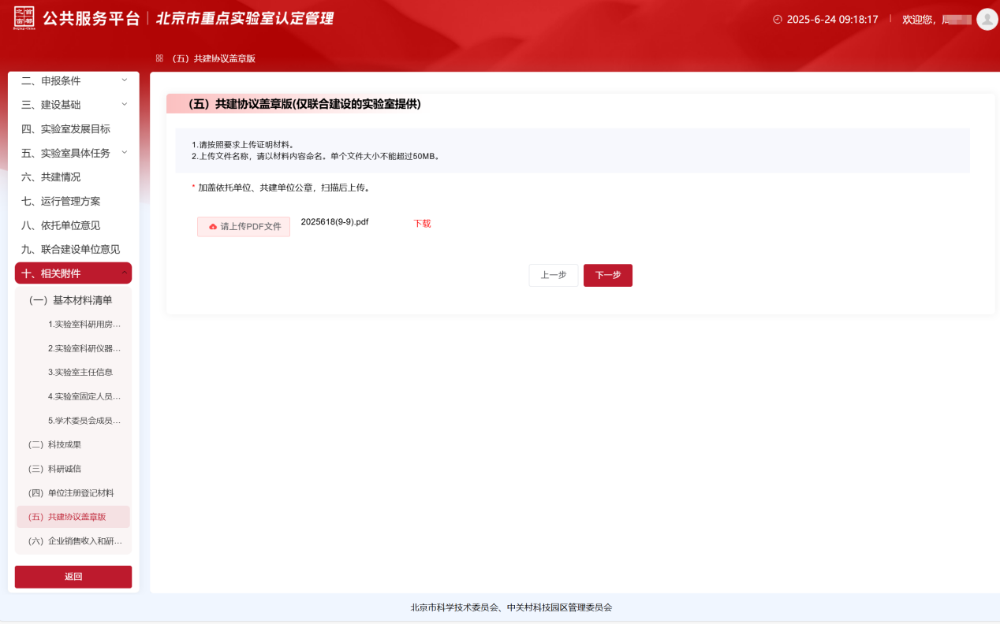 首都之窗
Beijing-China
公共服务平台
北京市重点实验室认定管理
2025-6-24 09:18:17
欢迎您，
（五）共建协议盖章版
二、申报条件
三、建设基础
四、实验室发展目标
五、实验室具体任务
六、共建情况
七、运行管理方案
八、依托单位意见
九、联合建设单位意见
十、相关附件
（一）基本材料清单
1.实验室科研用房…
2.实验室科研仪器…
3.实验室主任信息
4.实验室固定人员…
5.学术委员会成员…
（二）科技成果
（三）科研诚信
（四）单位注册登记材料
（五）共建协议盖章版
（六）企业销售收入和研…
返回
（五）共建协议盖章版(仅联合建设的实验室提供)
1.请按照要求上传证明材料。
2.上传文件名称，请以材料内容命名。单个文件大小不能超过50MB。
* 加盖依托单位、共建单位公章，扫描后上传。
请上传PDF文件
2025618(9-9).pdf
下载
上一步
下一步
北京市科学技术委员会、中关村科技园区管理委员会